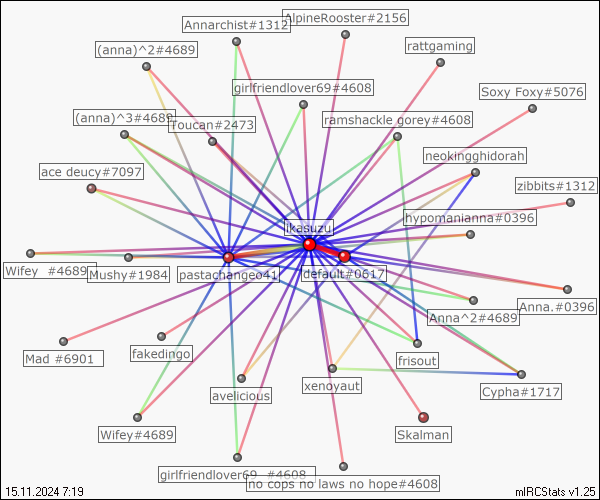 AlpineRooster#2156
Annarchist#1312
rattgaming
(anna)^2#4689
girlfriendlover69#4608
Soxy Foxy#5076
(anna)^3#4689
Toucan#2473
ramshackle gorey#4608
neokingghidorah
ace deucy#7097
zibbits#1312
hypomanianna#0396
ikasuzu
Wifey  #4689
Mushy#1984
pastachangeo41
default#0617
Anna.#0396
Anna^2#4689
Mad #6901
fakedingo
frisout
avelicious
xenoyaut
Cypha#1717
Wifey#4689
Skalman
girlfriendlover69  #4608
no cops no laws no hope#4608
15.11.2024 7:19
mIRCStats v1.25